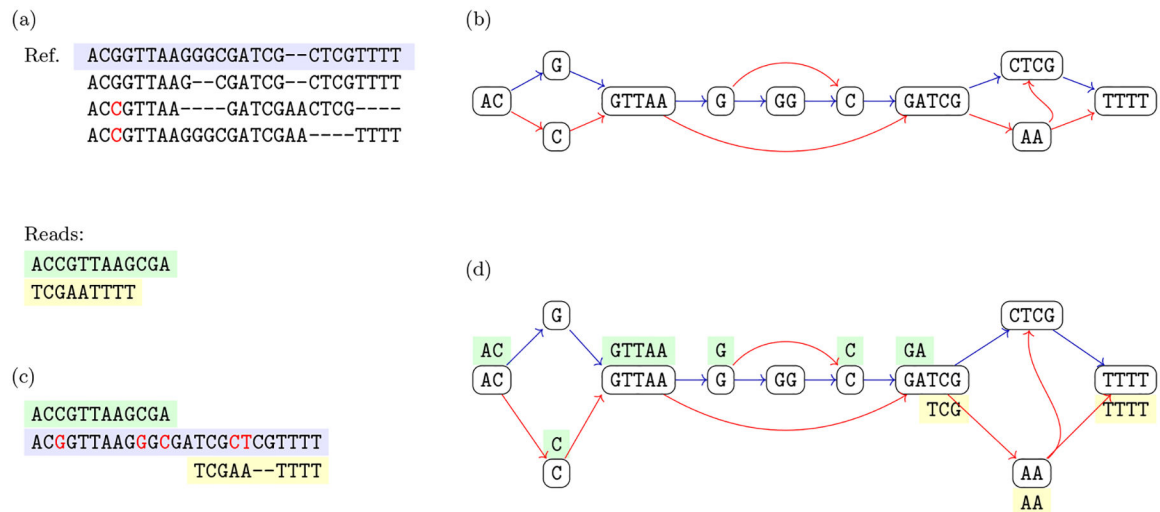 (a)
Ref. ACGGTTAAGGGCGATCG--CTCGTTTT
ACGGTTAAG--CGATCG--CTCGTTTT
ACCGTTAA----GATCGAACTCG----
ACCGTTAAGGGCGATCGAA----TTTT
(b)
G CTCG
AC GTTAA G GG C GATCG TTTT
C AA
Reads:
ACCGTTAAGCGA
TCGAATTTT
(c)
ACCGTTAAGCGA
ACGGTTAAGGGCGATCGCTCGTTTT
TCGAA--TTTT
(d)
G CTCG
AC GTTAA G C GA
AC GTTAA G GG C GATCG TTTT
TCG TTTT
C
C AA
AA